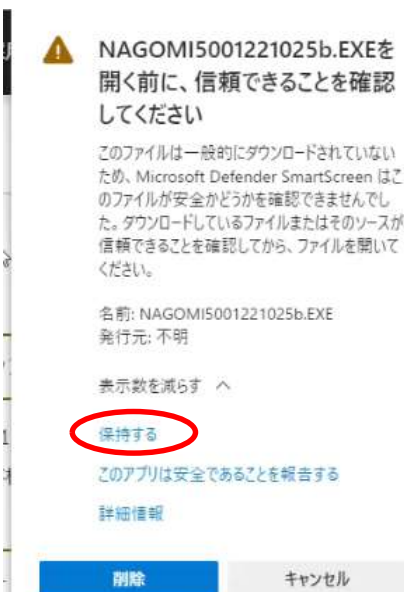 NAGOMI5001221025b.EXEを
開く前に、信頼できることを確認
してください
このファイルは一般的にダウンロードされていない
ため、Microsoft Defender SmartScreen はこ
のファイルが安全かどうかを確認できませんでし
た。ダウンロードしているファイルまたはそのソースが
信頼できることを確認してから、ファイルを開いて
ください。
名前: NAGOMI5001221025b.EXE
発行元: 不明
表示数を減らす
保持する
このアプリは安全であることを報告する
詳細情報
削除
キャンセル